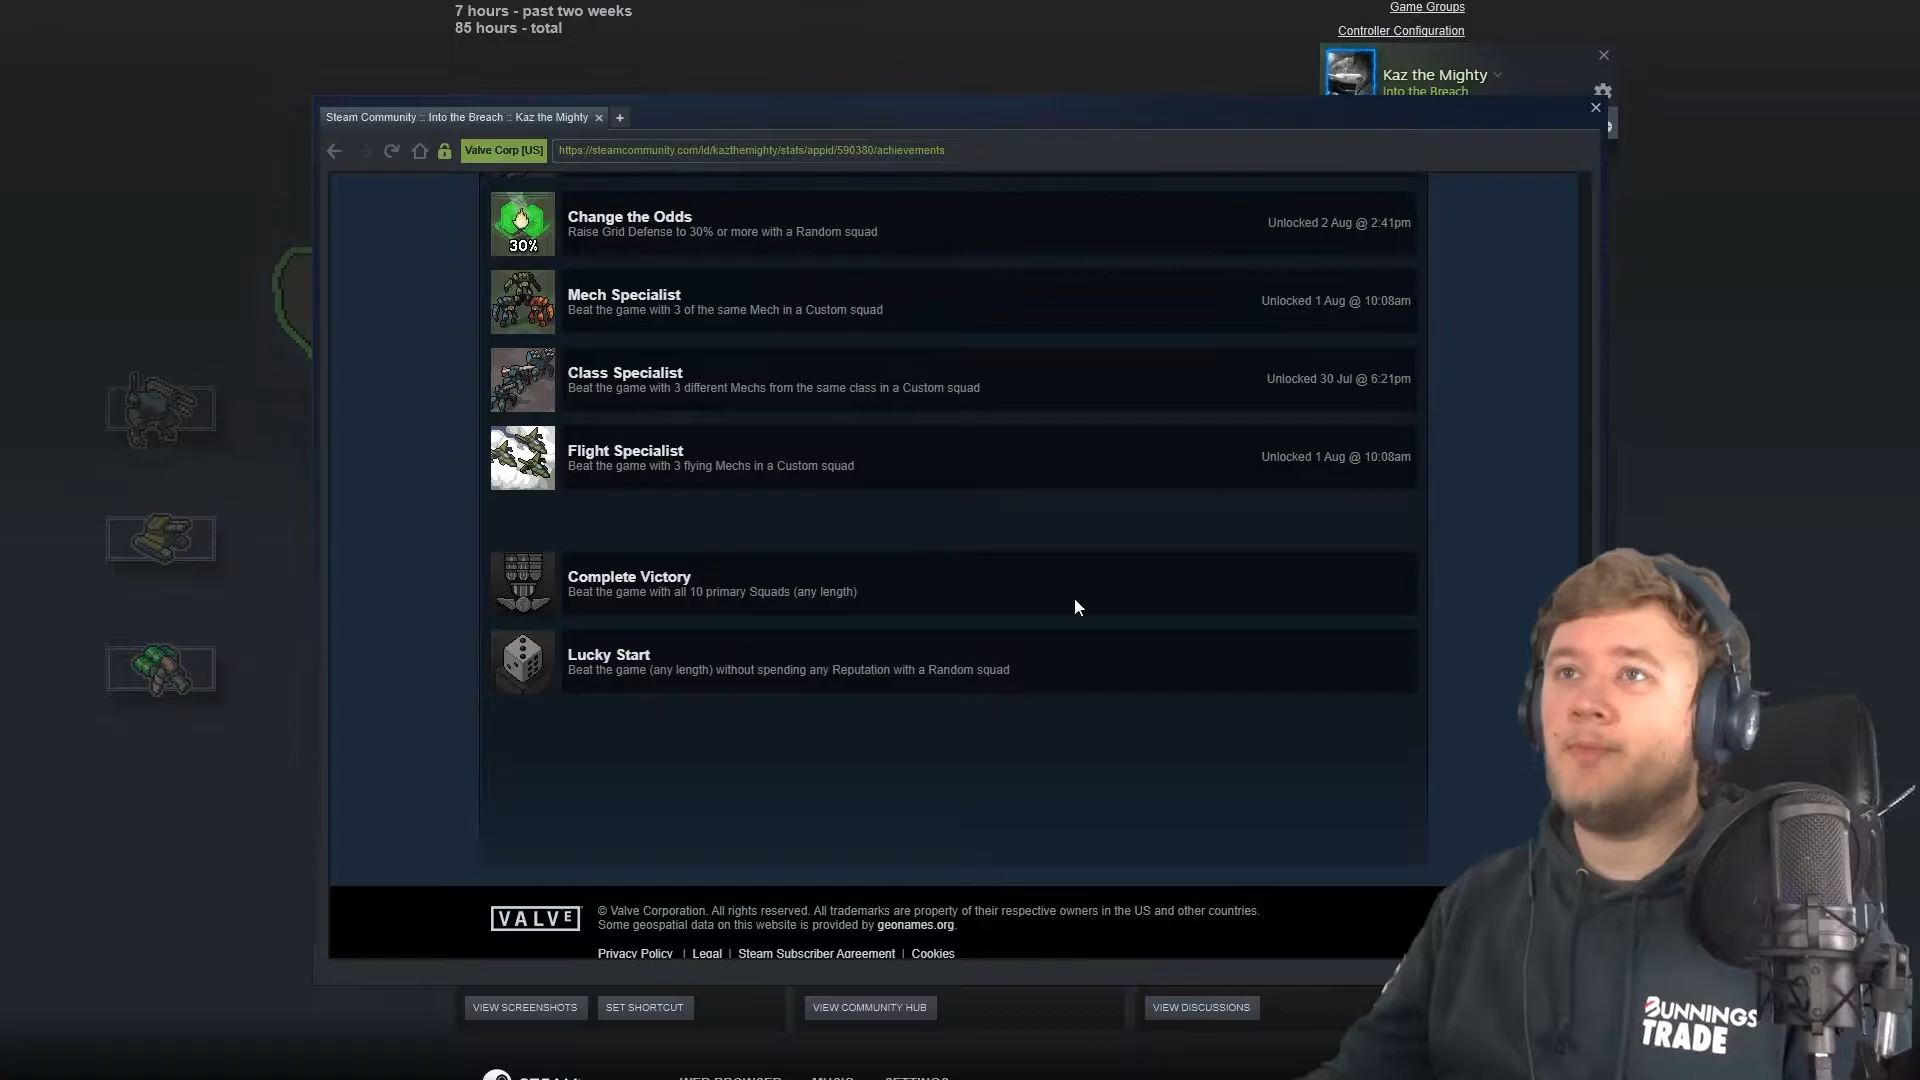 7 hours - past two weeks
85 hours - total
Game Groups
Controller Configuration
Kaz the Mighty
Into the Breach
Steam Community :: Into the Breach :: Kaz the Mighty
Valve Corp [US]
https://steamcommunity.com/id/kazthemighty/stats/appid/590380/achievements
30%
Change the Odds
Raise Grid Defense to 30% or more with a Random squad
Unlocked 2 Aug @ 2:41pm
Mech Specialist
Beat the game with 3 of the same Mech in a Custom squad
Unlocked 1 Aug @ 10:08am
Class Specialist
Beat the game with 3 different Mechs from the same class in a Custom squad
Unlocked 30 Jul @ 6:21pm
Flight Specialist
Beat the game with 3 flying Mechs in a Custom squad
Unlocked 1 Aug @ 10:08am
Complete Victory
Beat the game with all 10 primary Squads (any length)
Lucky Start
Beat the game (any length) without spending any Reputation with a Random squad
VALVE
© Valve Corporation. All rights reserved. All trademarks are property of their respective owners in the US and other countries.
Some geospatial data on this website is provided by geonames.org.
Privacy Policy | Legal | Steam Subscriber Agreement | Cookies
VIEW SCREENSHOTS
SET SHORTCUT
VIEW COMMUNITY HUB
VIEW DISCUSSIONS
BUNNINGS
TRADE